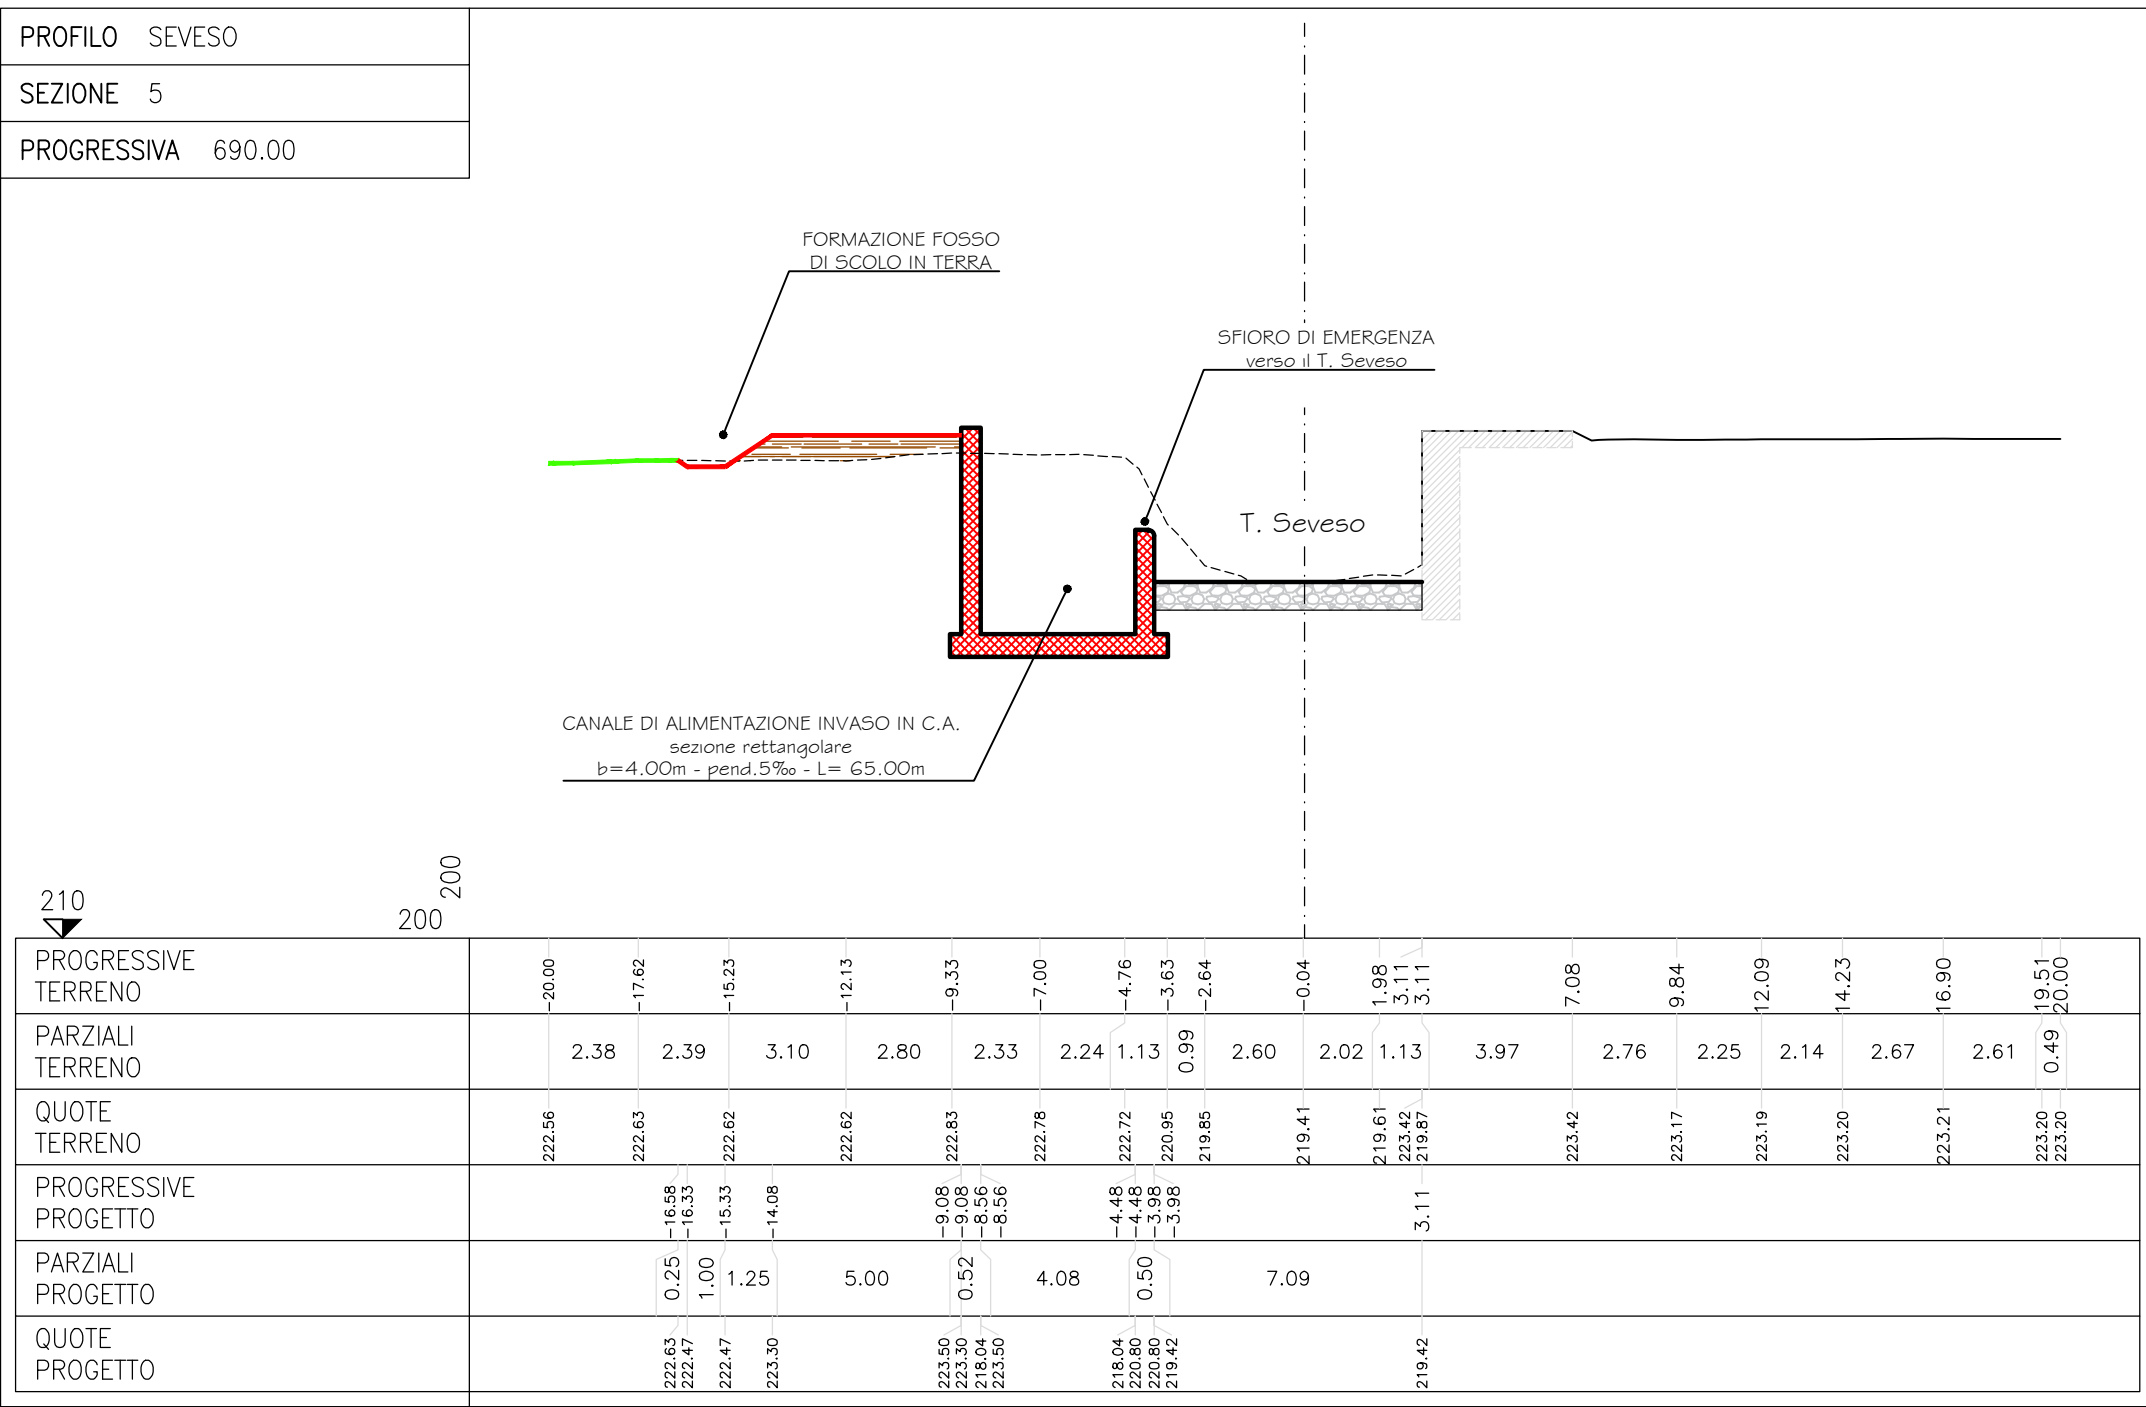 PROFILO SEVESO
SEZIONE 5
PROGRESSIVA 690.00
FORMAZIONE FOSSO
DI SCOLO IN TERRA
SFIORO DI EMERGENZA
verso il T. Seveso
T. Seveso
CANALE DI ALIMENTAZIONE INVASO IN C.A.
sezione rettangolare
b=4.00m - pend.5‰ - L= 65.00m
210
200
200
PROGRESSIVE
TERRENO
-20.00 -17.62 -15.23 -12.13 -9.33 -7.00 -4.76 -3.63 -2.64 -0.04 1.98 3.11 3.11 7.08 9.84 12.09 14.23 16.90 19.51 20.00
PARZIALI
TERRENO
2.38 2.39 3.10 2.80 2.33 2.24 1.13 0.99 2.60 2.02 1.13 3.97 2.76 2.25 2.14 2.67 2.61 0.49
QUOTE
TERRENO
222.56 222.63 222.62 222.62 222.83 222.78 222.72 220.95 219.85 219.41 219.61 223.42 219.87 223.42 223.17 223.19 223.20 223.21 223.20 223.20
PROGRESSIVE
PROGETTO
-16.58 -16.33 -15.33 -14.08 -9.08 -9.08 -8.56 -8.56 -4.48 -4.48 -3.98 -3.98 3.11
PARZIALI
PROGETTO
0.25 1.00 1.25 5.00 0.52 4.08 0.50 7.09
QUOTE
PROGETTO
222.63 222.47 222.47 223.30 223.50 223.30 218.04 223.50 218.04 220.80 220.80 219.42 219.42